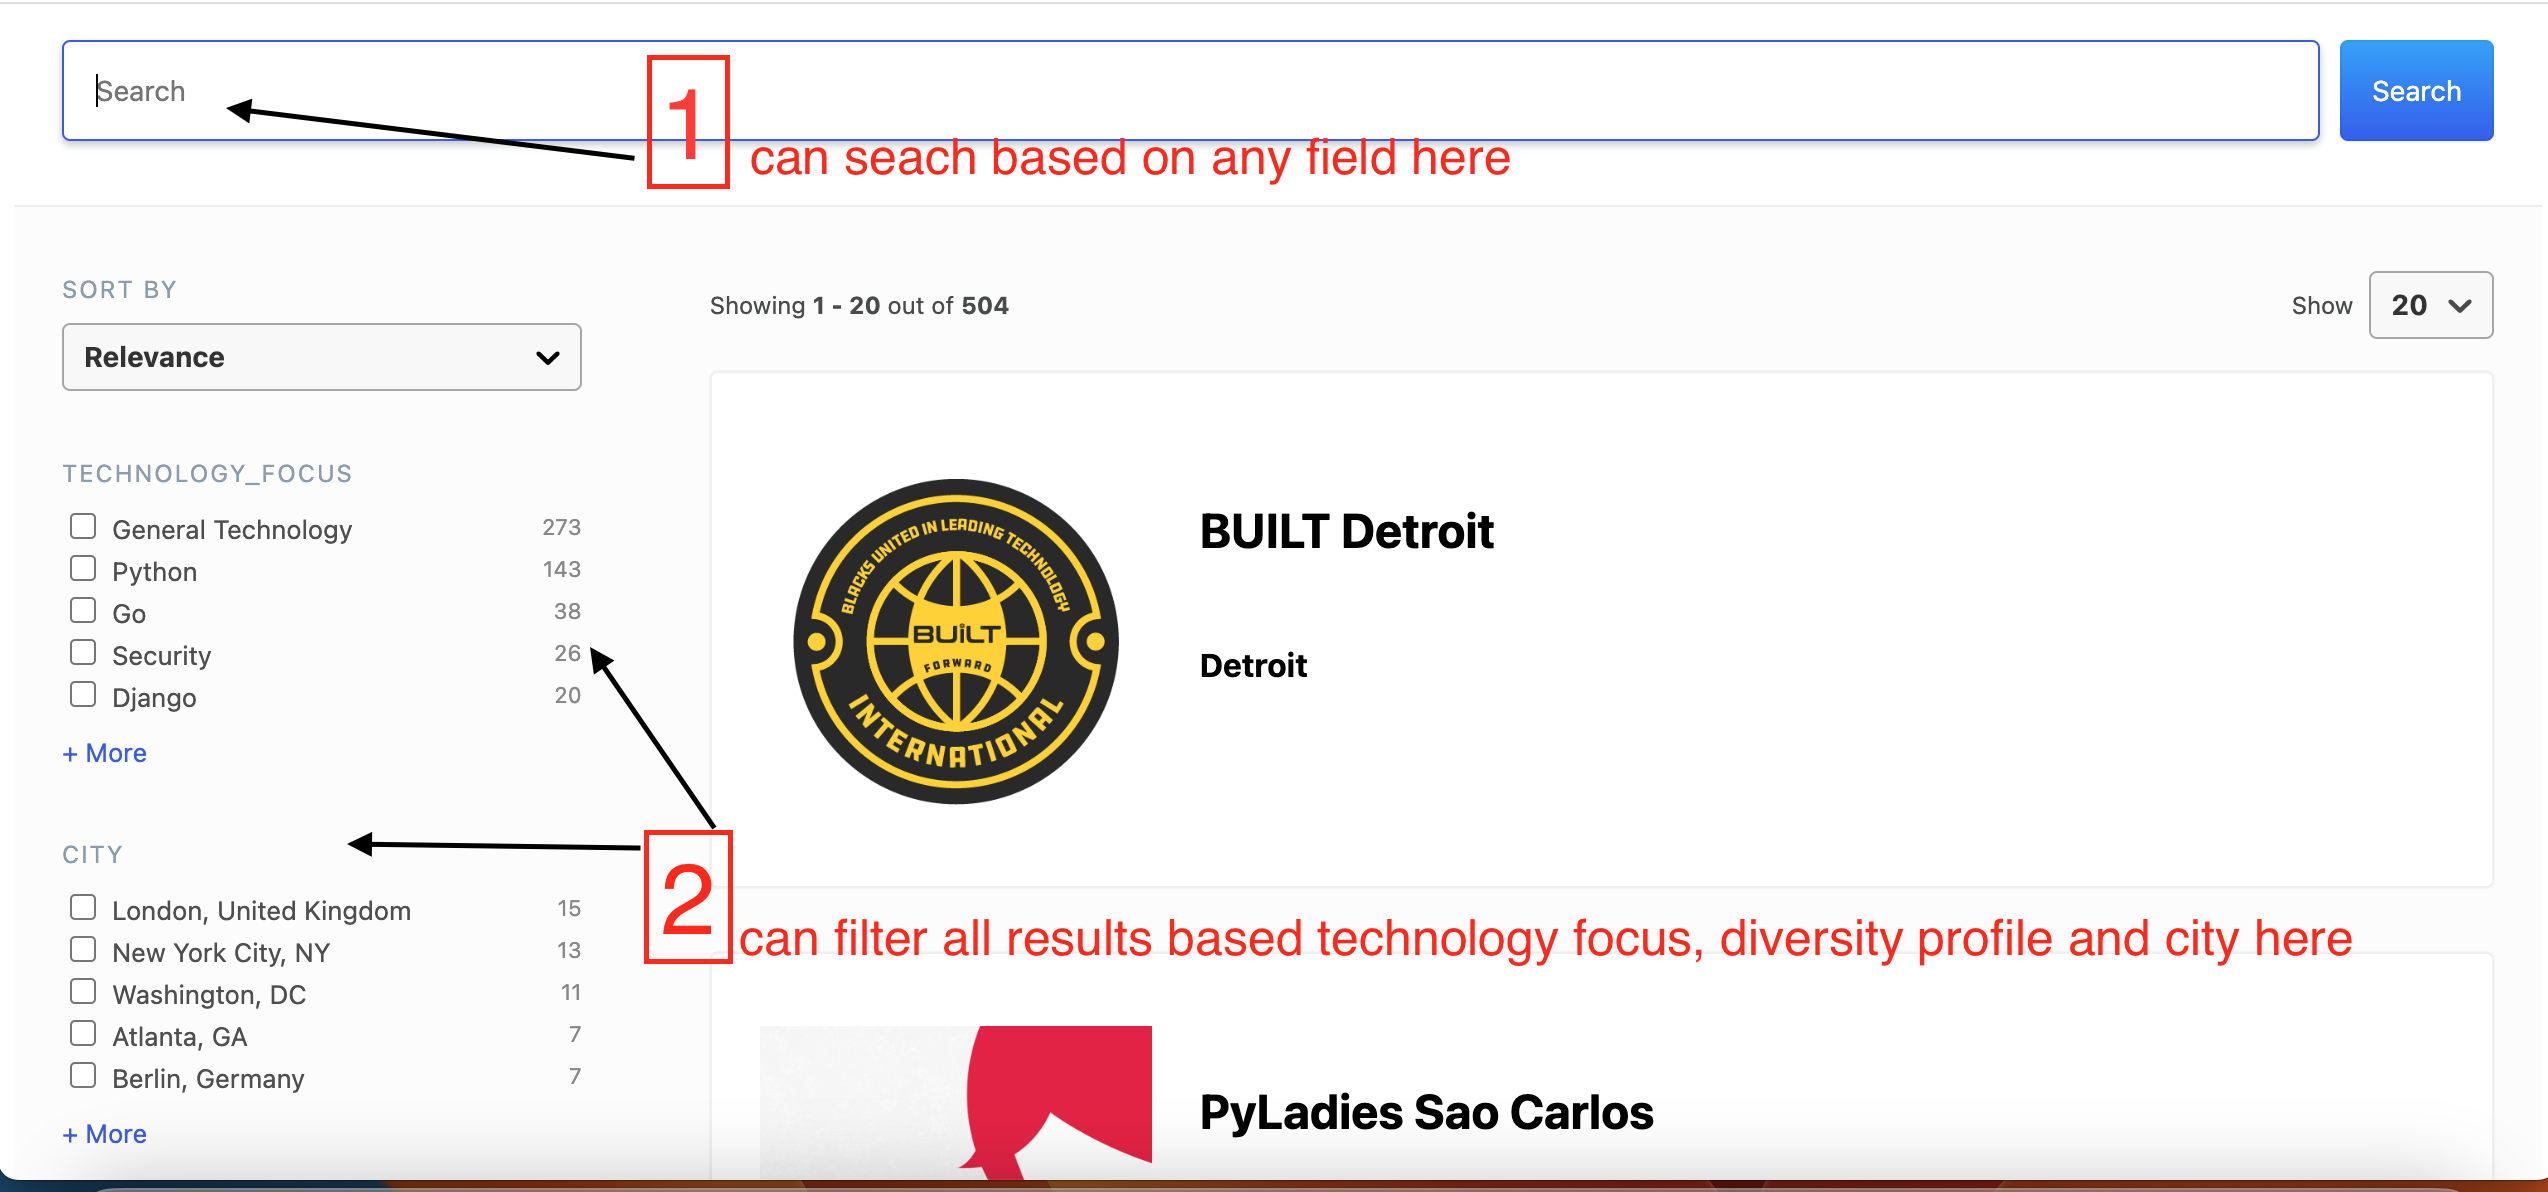 Search
Search
1
can seach based on any field here
SORT BY
Relevance
Showing 1 - 20 out of 504
Show 20
TECHNOLOGY_FOCUS
General Technology 273
Python 143
Go 38
Security 26
Django 20
+ More
BLACKS UNITED IN LEADING TECHNOLOGY
BUiLT
FORWARD
INTERNATIONAL
BUILT Detroit
Detroit
CITY
London, United Kingdom 15
New York City, NY 13
Washington, DC 11
Atlanta, GA 7
Berlin, Germany 7
+ More
2
can filter all results based technology focus, diversity profile and city here
PyLadies Sao Carlos